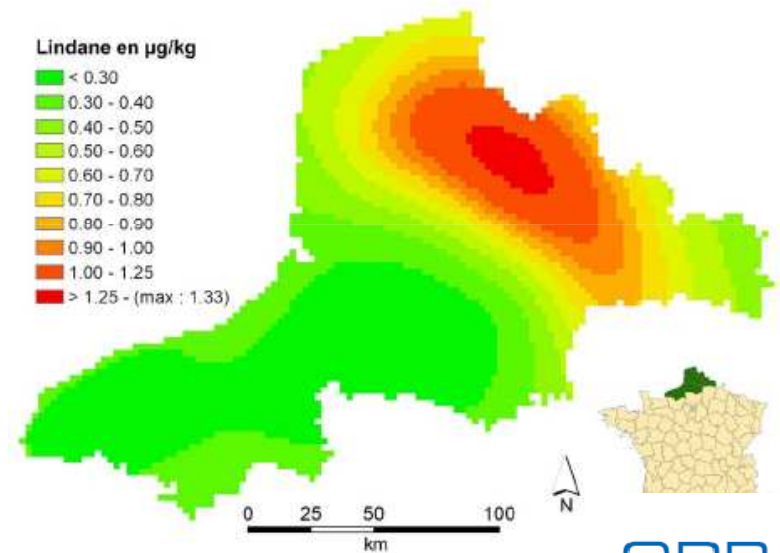 Lindane en µg/kg
< 0.30
0.30 - 0.40
0.40 - 0.50
0.50 - 0.60
0.60 - 0.70
0.70 - 0.80
0.80 - 0.90
0.90 - 1.00
1.00 - 1.25
> 1.25 - (max : 1.33)
0 25 50 100
km
N